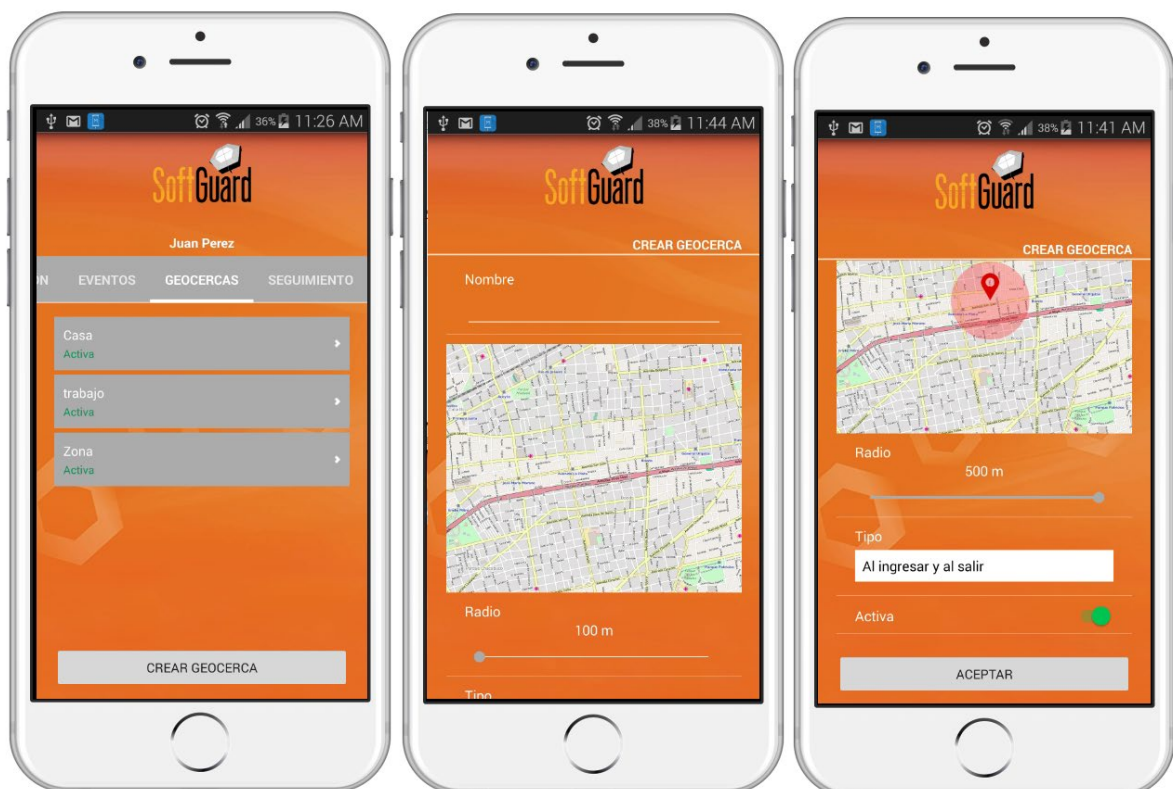 36% 11:26 AM
SoftGuard
Juan Perez
ON EVENTOS GEOCERCAS SEGUIMIENTO
Casa
Activa
trabajo
Activa
Zona
Activa
CREAR GEOCERCA
38% 11:44 AM
SoftGuard
CREAR GEOCERCA
Nombre
Radio
100 m
Tipo
38% 11:41 AM
SoftGuard
CREAR GEOCERCA
Radio
500 m
Tipo
Al ingresar y al salir
Activa
ACEPTAR